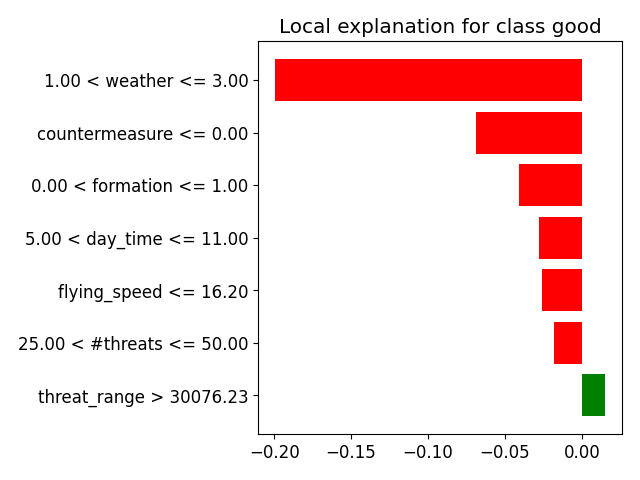 Local explanation for class good
1.00 < weather <= 3.00
countermeasure <= 0.00
0.00 < formation <= 1.00
5.00 < day_time <= 11.00
flying_speed <= 16.20
25.00 < #threats <= 50.00
threat_range > 30076.23
−0.20 −0.15 −0.10 −0.05 0.00